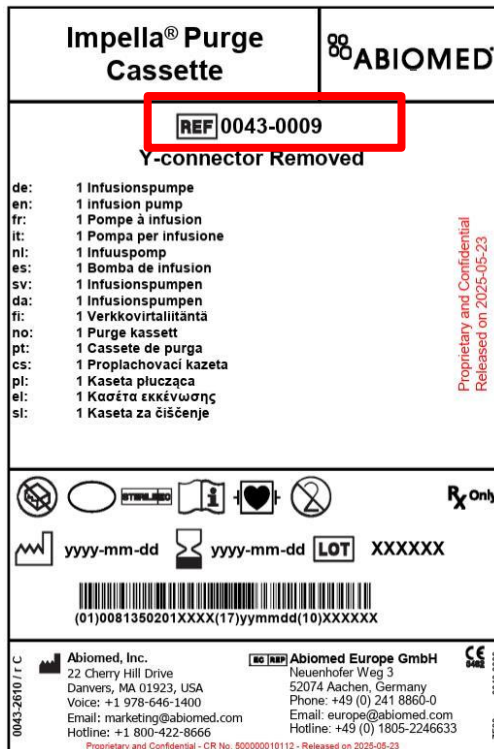 Impella® Purge
Cassette
ABIOMED
REF 0043-0009
Y-connector Removed
de: 1 Infusionspumpe
en: 1 infusion pump
fr: 1 Pompe à infusion
it: 1 Pompa per infusione
nl: 1 Infuuspomp
es: 1 Bomba de infusion
sv: 1 Infusionspumpen
da: 1 Infusionspumpen
fi: 1 Verkkovirtaliitäntä
no: 1 Purge kassett
pt: 1 Cassete de purga
cs: 1 Proplachovací kazeta
pl: 1 Kaseta płucząca
el: 1 Κασέτα εκκένωσης
sl: 1 Kaseta za čiščenje
Proprietary and Confidential
Released on 2025-05-23
STERILE EO
2
Rx Only
yyyy-mm-dd
yyyy-mm-dd
LOT XXXXXX
(01)0081350201XXXX(17)yymmdd(10)XXXXXX
0043-2610 / r C
Abiomed, Inc.
22 Cherry Hill Drive
Danvers, MA 01923, USA
Voice: +1 978-646-1400
Email: marketing@abiomed.com
Hotline: +1 800-422-8666
EC REP Abiomed Europe GmbH
Neuenhofer Weg 3
52074 Aachen, Germany
Phone: +49 (0) 241 8860-0
Email: europe@abiomed.com
Hotline: +49 (0) 1805-2246633
CE
Proprietary and Confidential - CR No. 500000010112 - Released on 2025-05-23